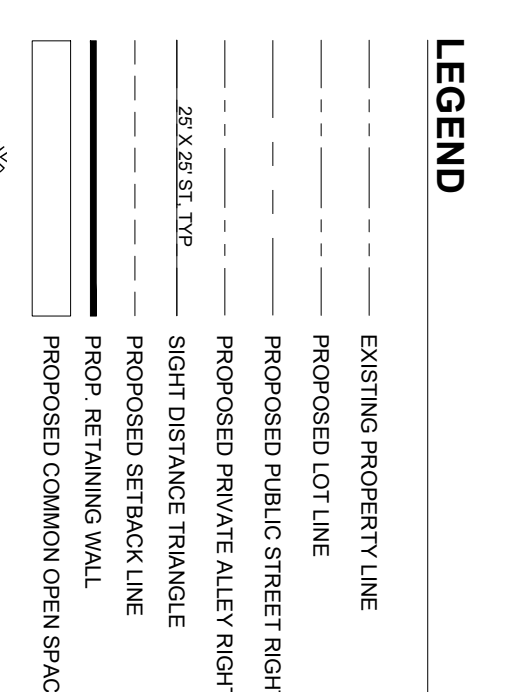 LEGEND
EXISTING PROPERTY LINE
PROPOSED LOT LINE
PROPOSED PUBLIC STREET RIGH
PROPOSED PRIVATE ALLEY RIGHT
25' X 25' ST, TYP
SIGHT DISTANCE TRIANGLE
PROPOSED SETBACK LINE
PROP. RETAINING WALL
PROPOSED COMMON OPEN SPAC